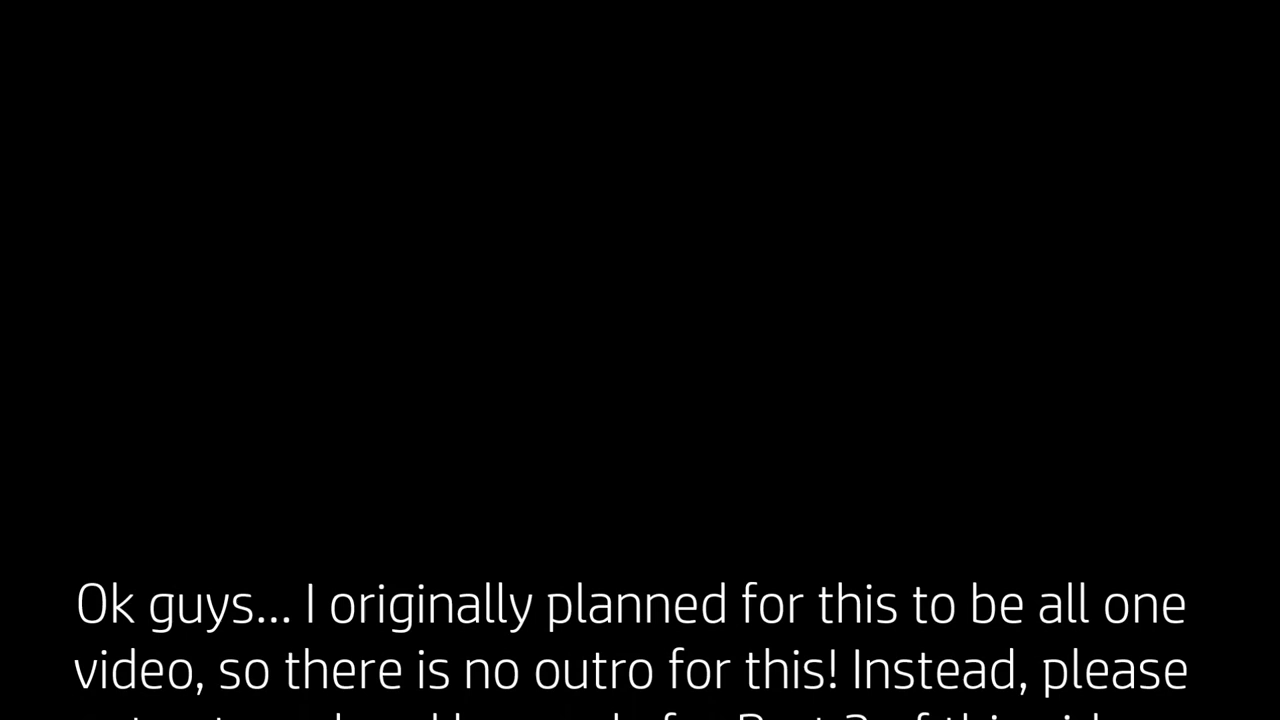 Ok guys... I originally planned for this to be all one
video, so there is no outro for this! Instead, please